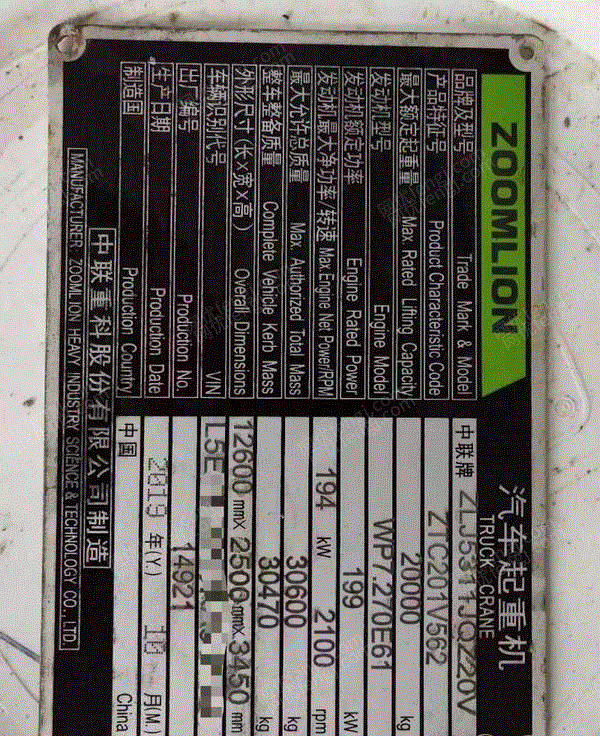 ZOOMLION
汽车起重机
TRUCK CRANE
品牌及型号 Trade Mark & Model 中联牌 ZLJ5311JQZ20V
产品特征号 Product Characteristic Code ZTC201V562
最大额定起重量 Max Rated Lifting Capacity 20000 kg
发动机型号 Engine Model WP7.270E61
发动机额定功率 Engine Rated Power 199 kW
发动机最大净功率/转速 Max.Engine Net Power/RPM 194 kW 2100 rpm
最大允许总质量 Max. Authorized Total Mass 30600 kg
整车整备质量 Complete Vehicle Kerb Mass 30470 kg
外形尺寸(长X宽X高) Overall Dimensions 12600 mmX 2500 mmX 3450 mm
车辆识别代号 VIN L5E
出厂编号 Production No. 14921
生产日期 Production Date 2019 年(Y.) 10 月(M.)
制造国 Production Country 中国 China
中联重科股份有限公司制造
MANUFACTURER ZOOMLION HEAVY INDUSTRY SCIENCE & TECHNOLOGY CO., LTD.